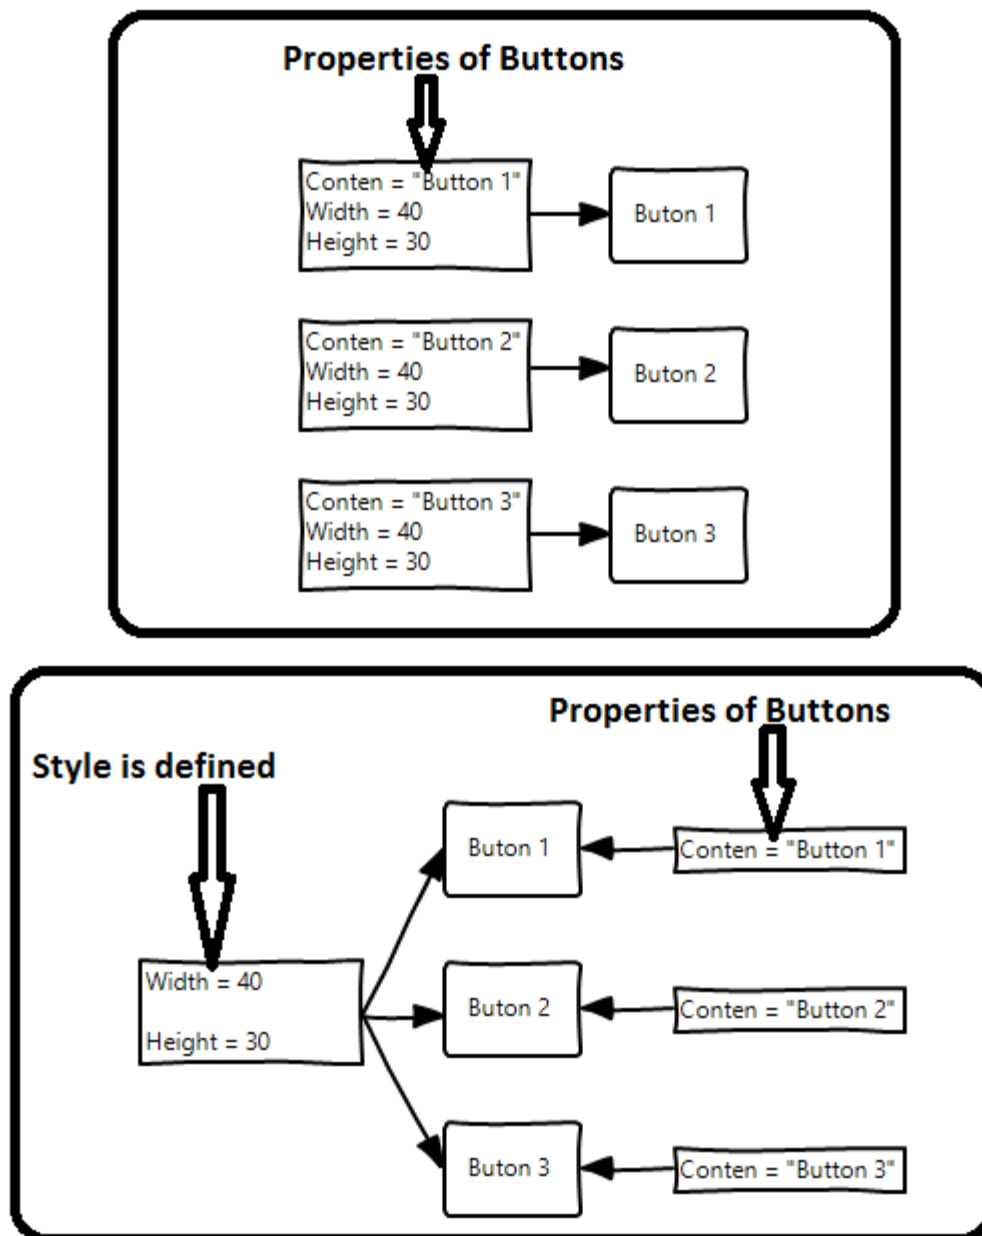 Properties of Buttons
Conten = "Button 1"
Width = 40
Height = 30
Buton 1
Conten = "Button 2"
Width = 40
Height = 30
Buton 2
Conten = "Button 3"
Width = 40
Height = 30
Buton 3
Properties of Buttons
Style is defined
Buton 1
Conten = "Button 1"
Width = 40
Height = 30
Buton 2
Conten = "Button 2"
Buton 3
Conten = "Button 3"